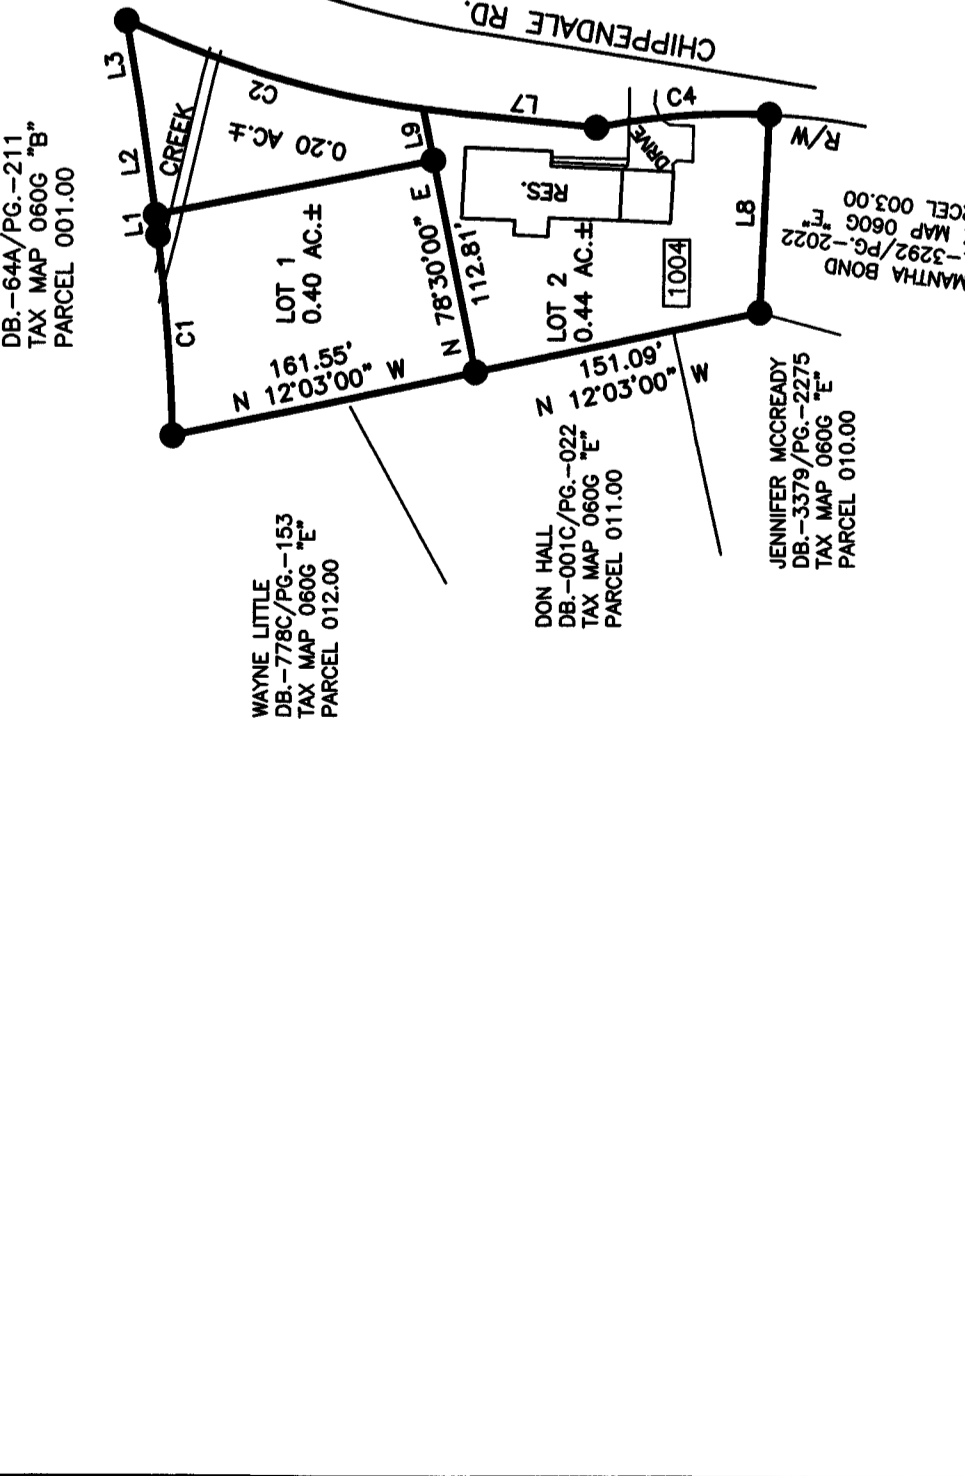 CHIPPENDALE RD.
DB.-64A/PG.-211
TAX MAP 060G "B"
PARCEL 001.00
L3
L2
L1
CREEK
C2
0.20 AC.±
L7
L9
C4
DRIVE
R/W
C1
LOT 1
0.40 AC.±
N 78°30'00" E
112.81'
RES.
161.55'
N 12°03'00" W
LOT 2
0.44 AC.±
1004
L8
151.09'
N 12°03'00" W
MANTHA BOND
-3292/PG.-2022
MAP 060G "E"
CEL 003.00
WAYNE LITTLE
DB.-778C/PG.-153
TAX MAP 060G "E"
PARCEL 012.00
DON HALL
DB.-001C/PG.-022
TAX MAP 060G "E"
PARCEL 011.00
JENNIFER MCCREADY
DB.-3379/PG.-2275
TAX MAP 060G "E"
PARCEL 010.00